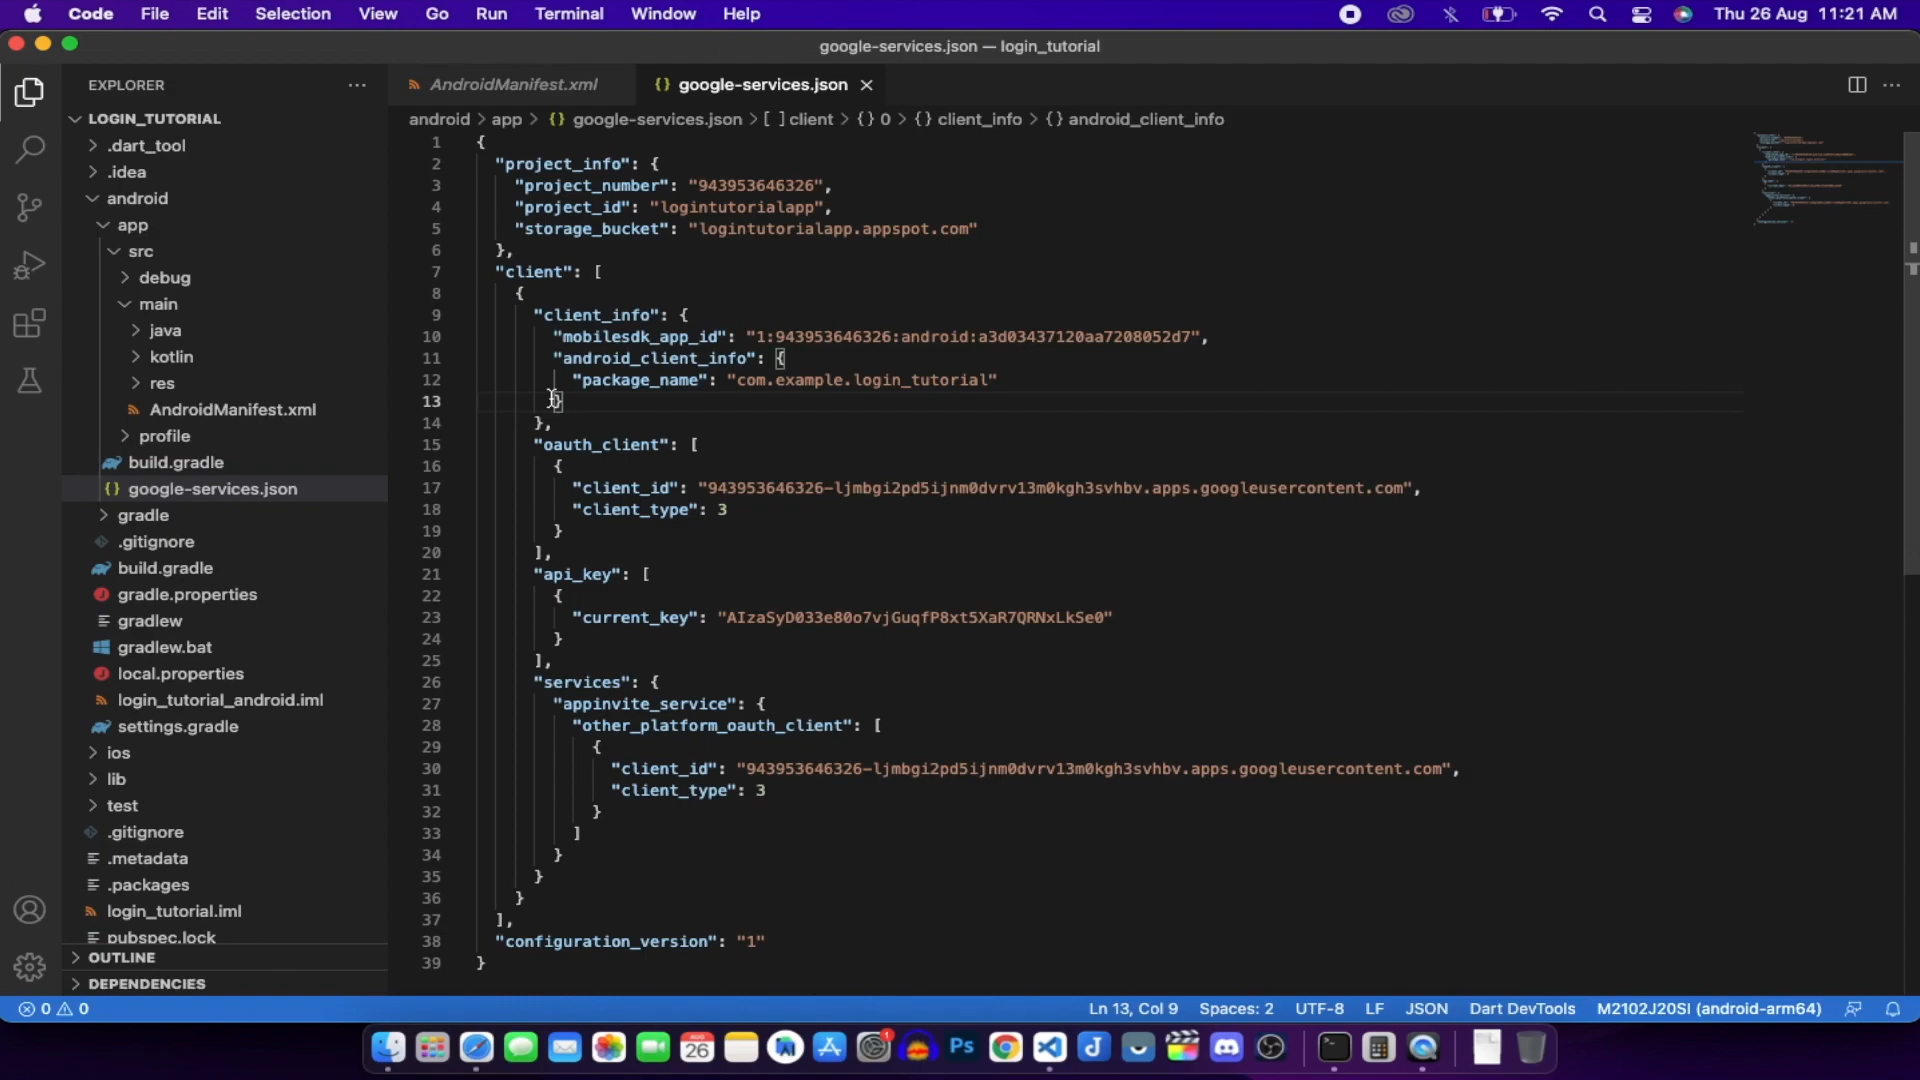 Code File Edit Selection View Go Run Terminal Window Help Thu 26 Aug 11:21 AM
google-services.json — login_tutorial
EXPLORER
AndroidManifest.xml
google-services.json
LOGIN_TUTORIAL
android > app > {} google-services.json > [ ] client > {} 0 > {} client_info > {} android_client_info
.dart_tool
.idea
android
app
src
debug
main
java
kotlin
res
AndroidManifest.xml
profile
build.gradle
{} google-services.json
gradle
.gitignore
build.gradle
gradle.properties
gradlew
gradlew.bat
local.properties
login_tutorial_android.iml
settings.gradle
ios
lib
test
.gitignore
.metadata
.packages
login_tutorial.iml
pubspec.lock
OUTLINE
DEPENDENCIES
1 {
2 "project_info": {
3 "project_number": "943953646326",
4 "project_id": "logintutorialapp",
5 "storage_bucket": "logintutorialapp.appspot.com"
6 },
7 "client": [
8 {
9 "client_info": {
10 "mobilesdk_app_id": "1:943953646326:android:a3d03437120aa7208052d7",
11 "android_client_info": {
12 "package_name": "com.example.login_tutorial"
13 }
14 },
15 "oauth_client": [
16 {
17 "client_id": "943953646326-ljmbgi2pd5ijnm0dvrv13m0kgh3svhbv.apps.googleusercontent.com",
18 "client_type": 3
19 }
20 ],
21 "api_key": [
22 {
23 "current_key": "AIzaSyD033e80o7vjGuqfP8xt5XaR7QRNxLkSe0"
24 }
25 ],
26 "services": {
27 "appinvite_service": {
28 "other_platform_oauth_client": [
29 {
30 "client_id": "943953646326-ljmbgi2pd5ijnm0dvrv13m0kgh3svhbv.apps.googleusercontent.com",
31 "client_type": 3
32 }
33 ]
34 }
35 }
36 }
37 ],
38 "configuration_version": "1"
39 }
0 0 Ln 13, Col 9 Spaces: 2 UTF-8 LF JSON Dart DevTools M2102J20SI (android-arm64)
AUG
26
1
Ps